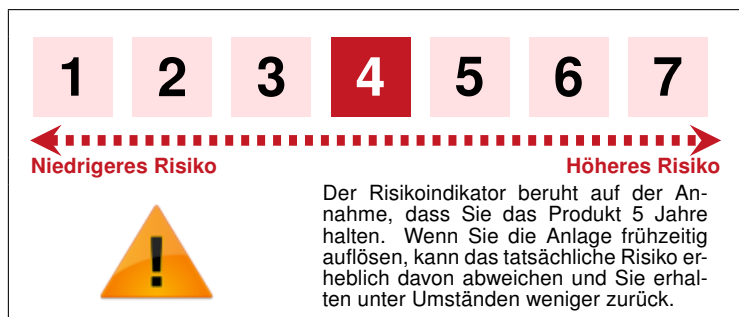 1 2 3 4 5 6 7
Niedrigeres Risiko Höheres Risiko
!
Der Risikoindikator beruht auf der An-
nahme, dass Sie das Produkt 5 Jahre
halten. Wenn Sie die Anlage frühzeitig
auflösen, kann das tatsächliche Risiko er-
heblich davon abweichen und Sie erhal-
ten unter Umständen weniger zurück.